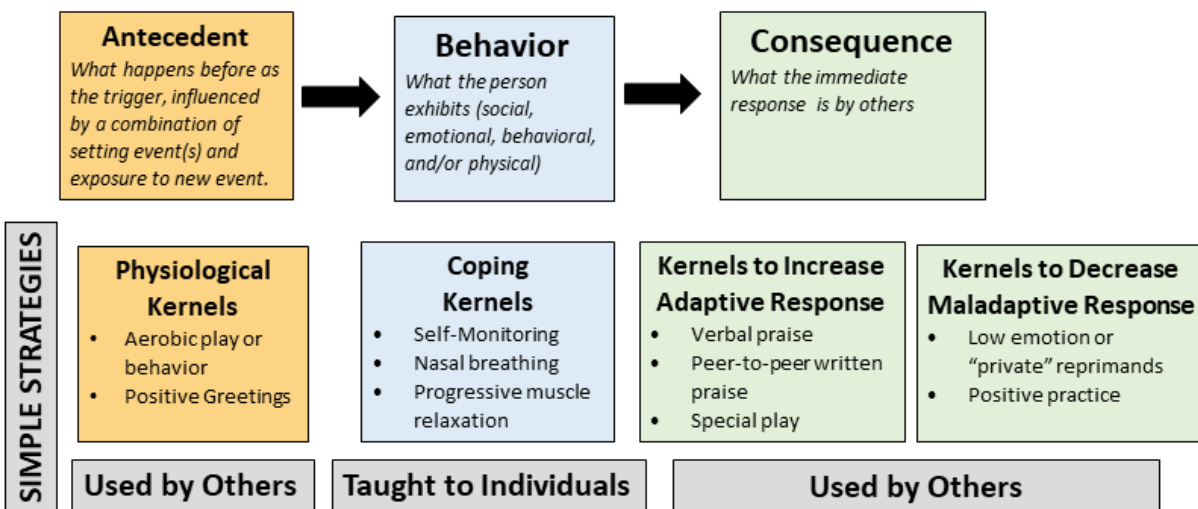 Antecedent
What happens before as
the trigger, influenced
by a combination of
setting event(s) and
exposure to new event.
Behavior
What the person
exhibits (social,
emotional, behavioral,
and/or physical)
Consequence
What the immediate
response is by others
SIMPLE STRATEGIES
Physiological
Kernels
• Aerobic play or
behavior
• Positive Greetings
Coping
Kernels
• Self-Monitoring
• Nasal breathing
• Progressive muscle
relaxation
Kernels to Increase
Adaptive Response
• Verbal praise
• Peer-to-peer written
praise
• Special play
Kernels to Decrease
Maladaptive Response
• Low emotion or
“private” reprimands
• Positive practice
Used by Others
Taught to Individuals
Used by Others